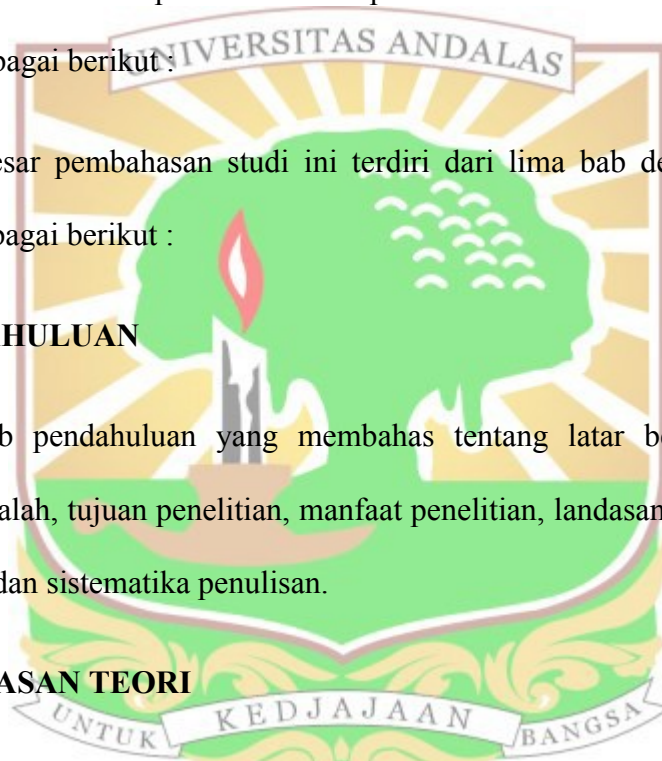 UNIVERSITAS ANDALAS
bagai berikut :
esar pembahasan studi ini terdiri dari lima bab de
bagai berikut :
AHULUAN
b pendahuluan yang membahas tentang latar be
alah, tujuan penelitian, manfaat penelitian, landasan
dan sistematika penulisan.
ASAN TEORI
UNTUK KEDJAJAAN BANGSA